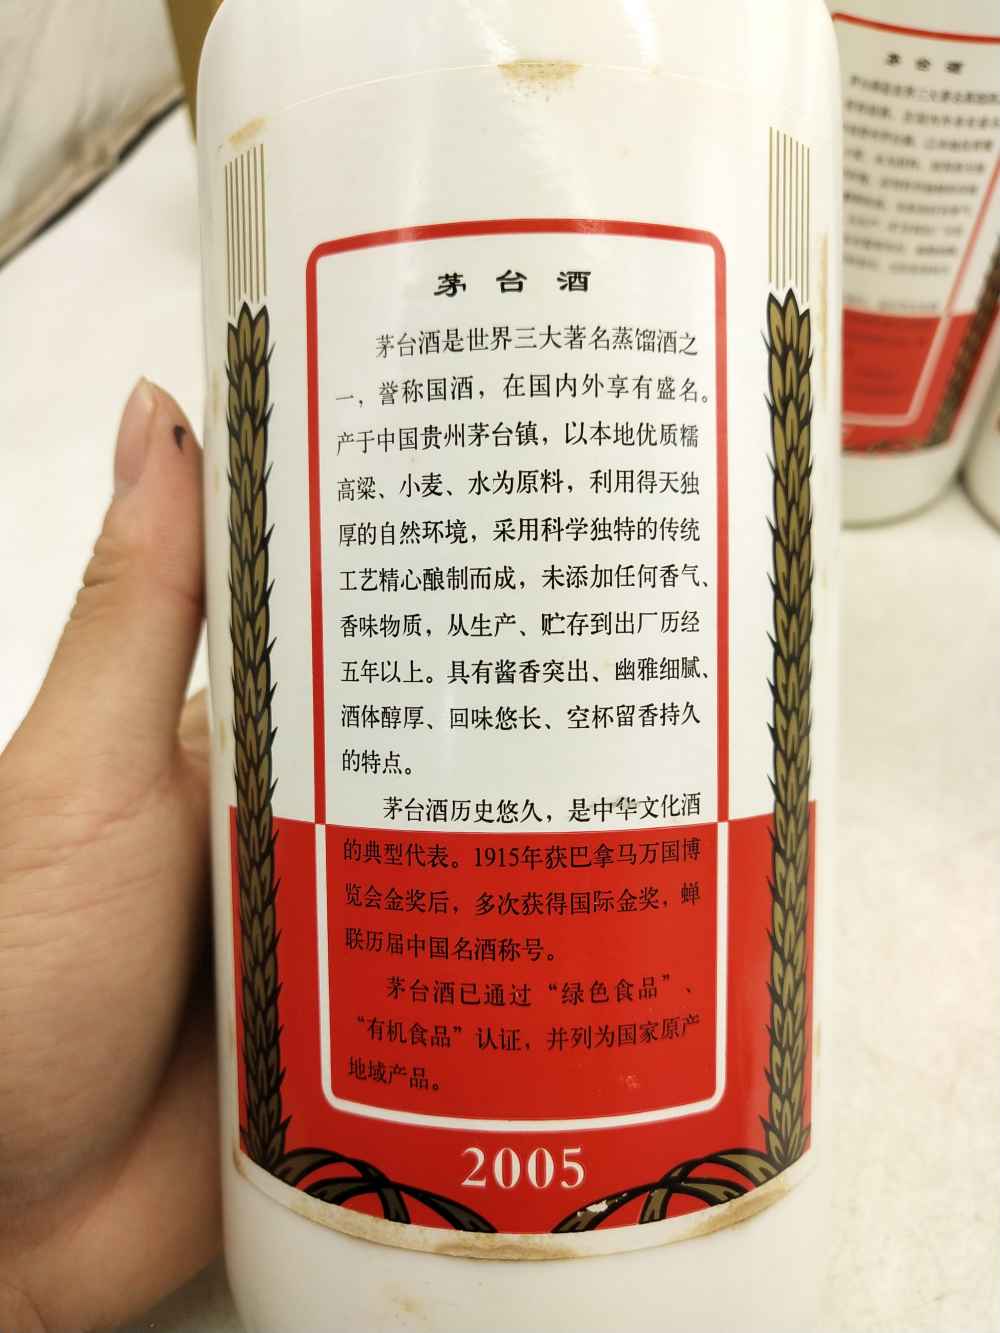 茅台酒
茅台酒是世界三大著名蒸馏酒之
一，誉称国酒，在国内外享有盛名。
产于中国贵州茅台镇，以本地优质糯
高粱、小麦、水为原料，利用得天独
厚的自然环境，采用科学独特的传统
工艺精心酿制而成，未添加任何香气、
香味物质，从生产、贮存到出厂历经
五年以上。具有酱香突出、幽雅细腻、
酒体醇厚、回味悠长、空杯留香持久
的特点。
茅台酒历史悠久，是中华文化酒
的典型代表。1915年获巴拿马万国博
览会金奖后，多次获得国际金奖，蝉
联历届中国名酒称号。
茅台酒已通过“绿色食品”、
“有机食品”认证，并列为国家原产
地域产品。
2005
茅台酒